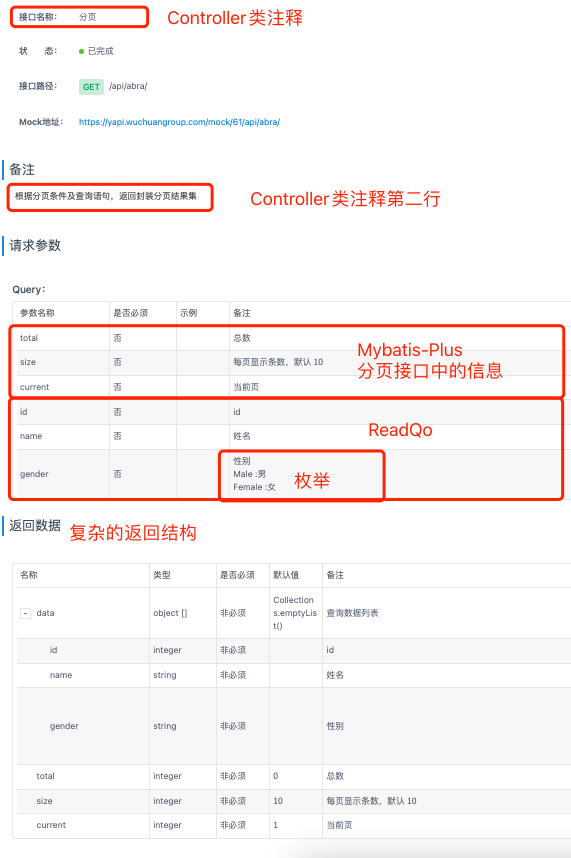 接口名称： 分页 Controller类注释
状 态： 已完成
接口路径： GET /api/abra/
Mock地址： https://yapi.wuchuangroup.com/mock/61/api/abra/
备注
根据分页条件及查询语句，返回封装分页结果集 Controller类注释第二行
请求参数
Query：
参数名称 是否必须 示例 备注
total 否 总数
size 否 每页显示条数，默认 10
Mybatis-Plus
分页接口中的信息
current 否 当前页
id 否 id
name 否 姓名
ReadQo
gender 否 性别
Male :男
Female :女
枚举
返回数据 复杂的返回结构
名称 类型 是否必须 默认值 备注
- data object [] 非必须 Collection
s.emptyLis
t() 查询数据列表
id integer 非必须 id
name string 非必须 姓名
gender string 非必须 性别
total integer 非必须 0 总数
size integer 非必须 10 每页显示条数，默认 10
current integer 非必须 1 当前页